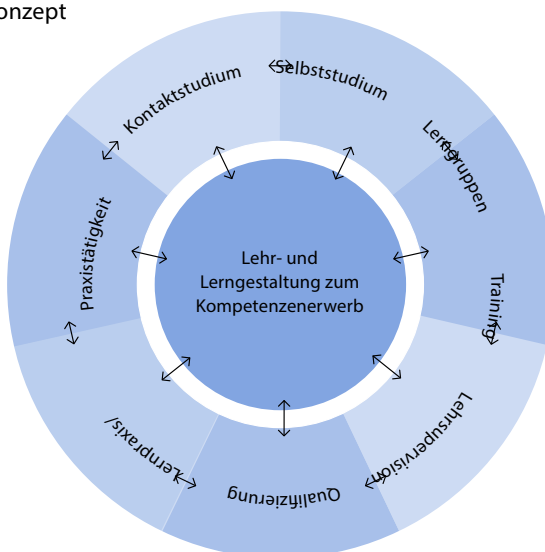 onzept
Kontaktstudium
Selbststudium
Lerngruppen
Training
Lehrsupervision
Qualifizierung
Lernpraxis/
Praxistätigkeit
Lehr- und
Lerngestaltung zum
Kompetenzenerwerb